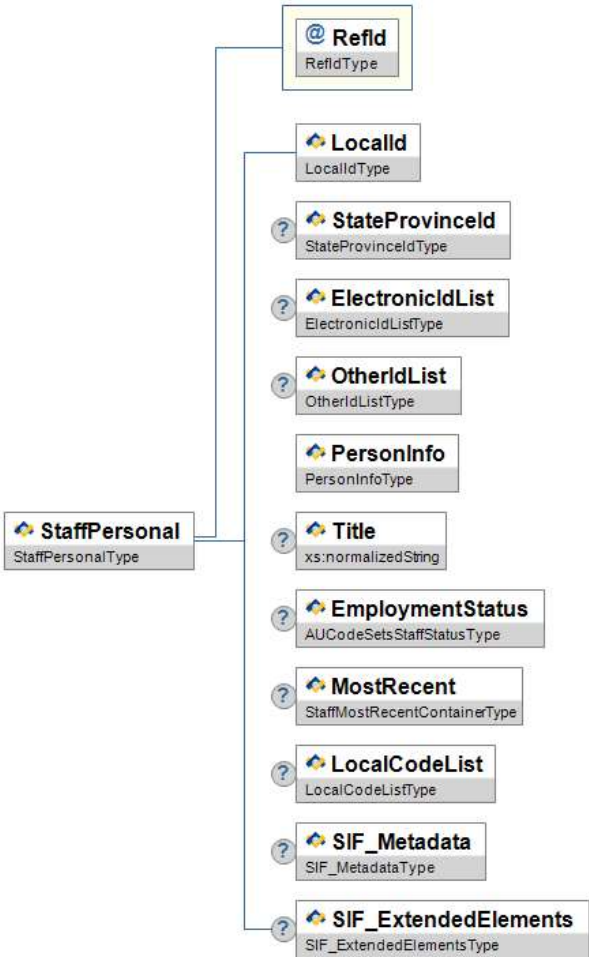 @ RefId
RefIdType
LocalId
LocalIdType
? StateProvinceId
StateProvinceIdType
? ElectronicIdList
ElectronicIdListType
? OtherIdList
OtherIdListType
PersonInfo
PersonInfoType
StaffPersonal
StaffPersonalType
? Title
xs:normalizedString
? EmploymentStatus
AUCodeSetsStaffStatusType
? MostRecent
StaffMostRecentContainerType
? LocalCodeList
LocalCodeListType
? SIF_Metadata
SIF_MetadataType
? SIF_ExtendedElements
SIF_ExtendedElementsType